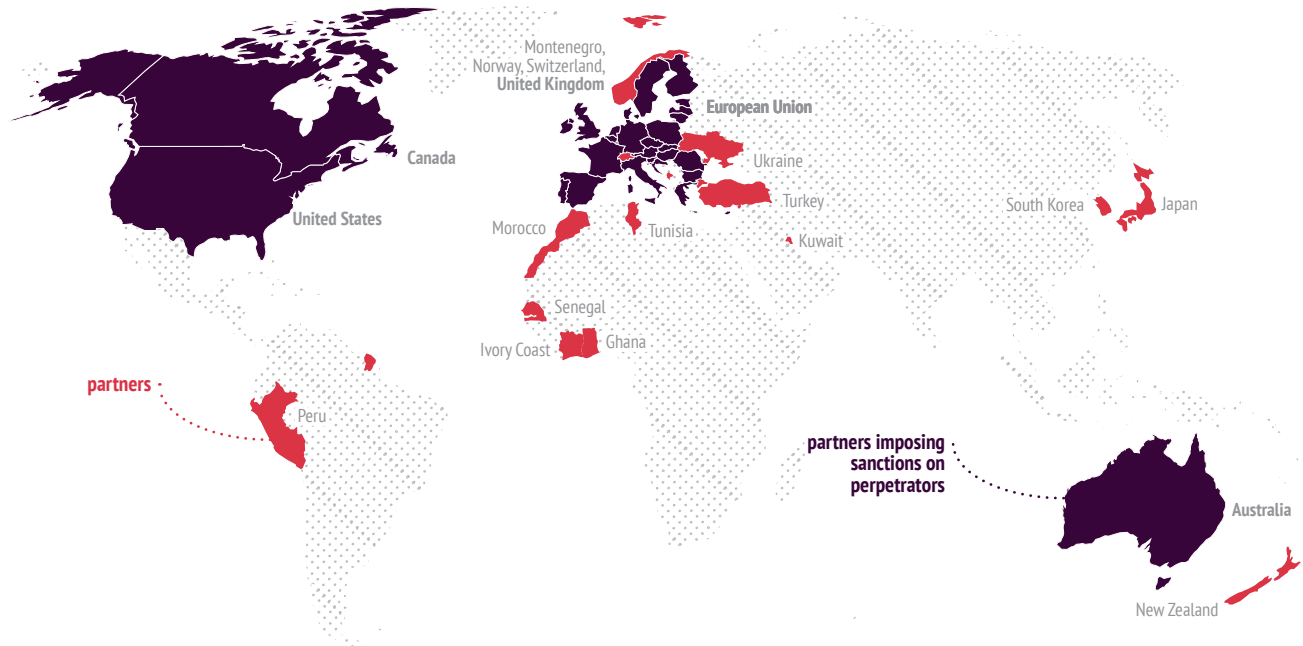 Montenegro,
Norway, Switzerland,
United Kingdom
European Union
Canada
Ukraine
United States
Turkey
South Korea
Japan
Morocco
Tunisia
Kuwait
Senegal
Ivory Coast
Ghana
partners
Peru
partners imposing
sanctions on
perpetrators
Australia
New Zealand